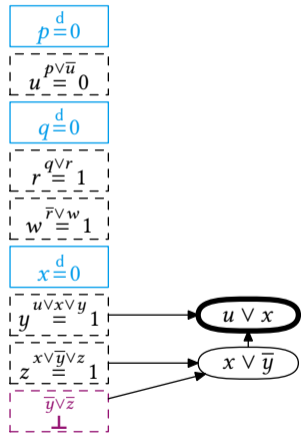 p d= 0
u p∨u̅= 0
q d= 0
r q∨r= 1
w r̅∨w= 1
x d= 0
y u∨x∨y= 1
u ∨ x
z x∨y̅∨z= 1
x ∨ y̅
y̅∨z̅
⊥